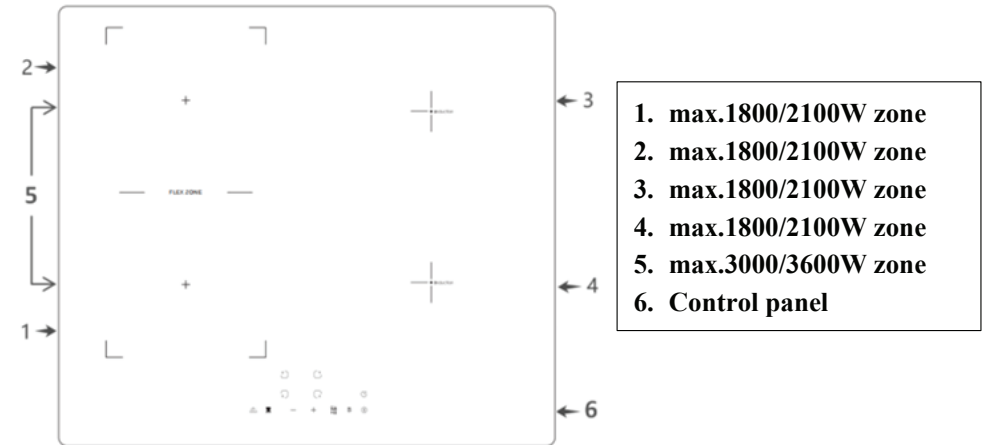 2
3
5
FLEX ZONE
4
1
6
1. max.1800/2100W zone
2. max.1800/2100W zone
3. max.1800/2100W zone
4. max.1800/2100W zone
5. max.3000/3600W zone
6. Control panel